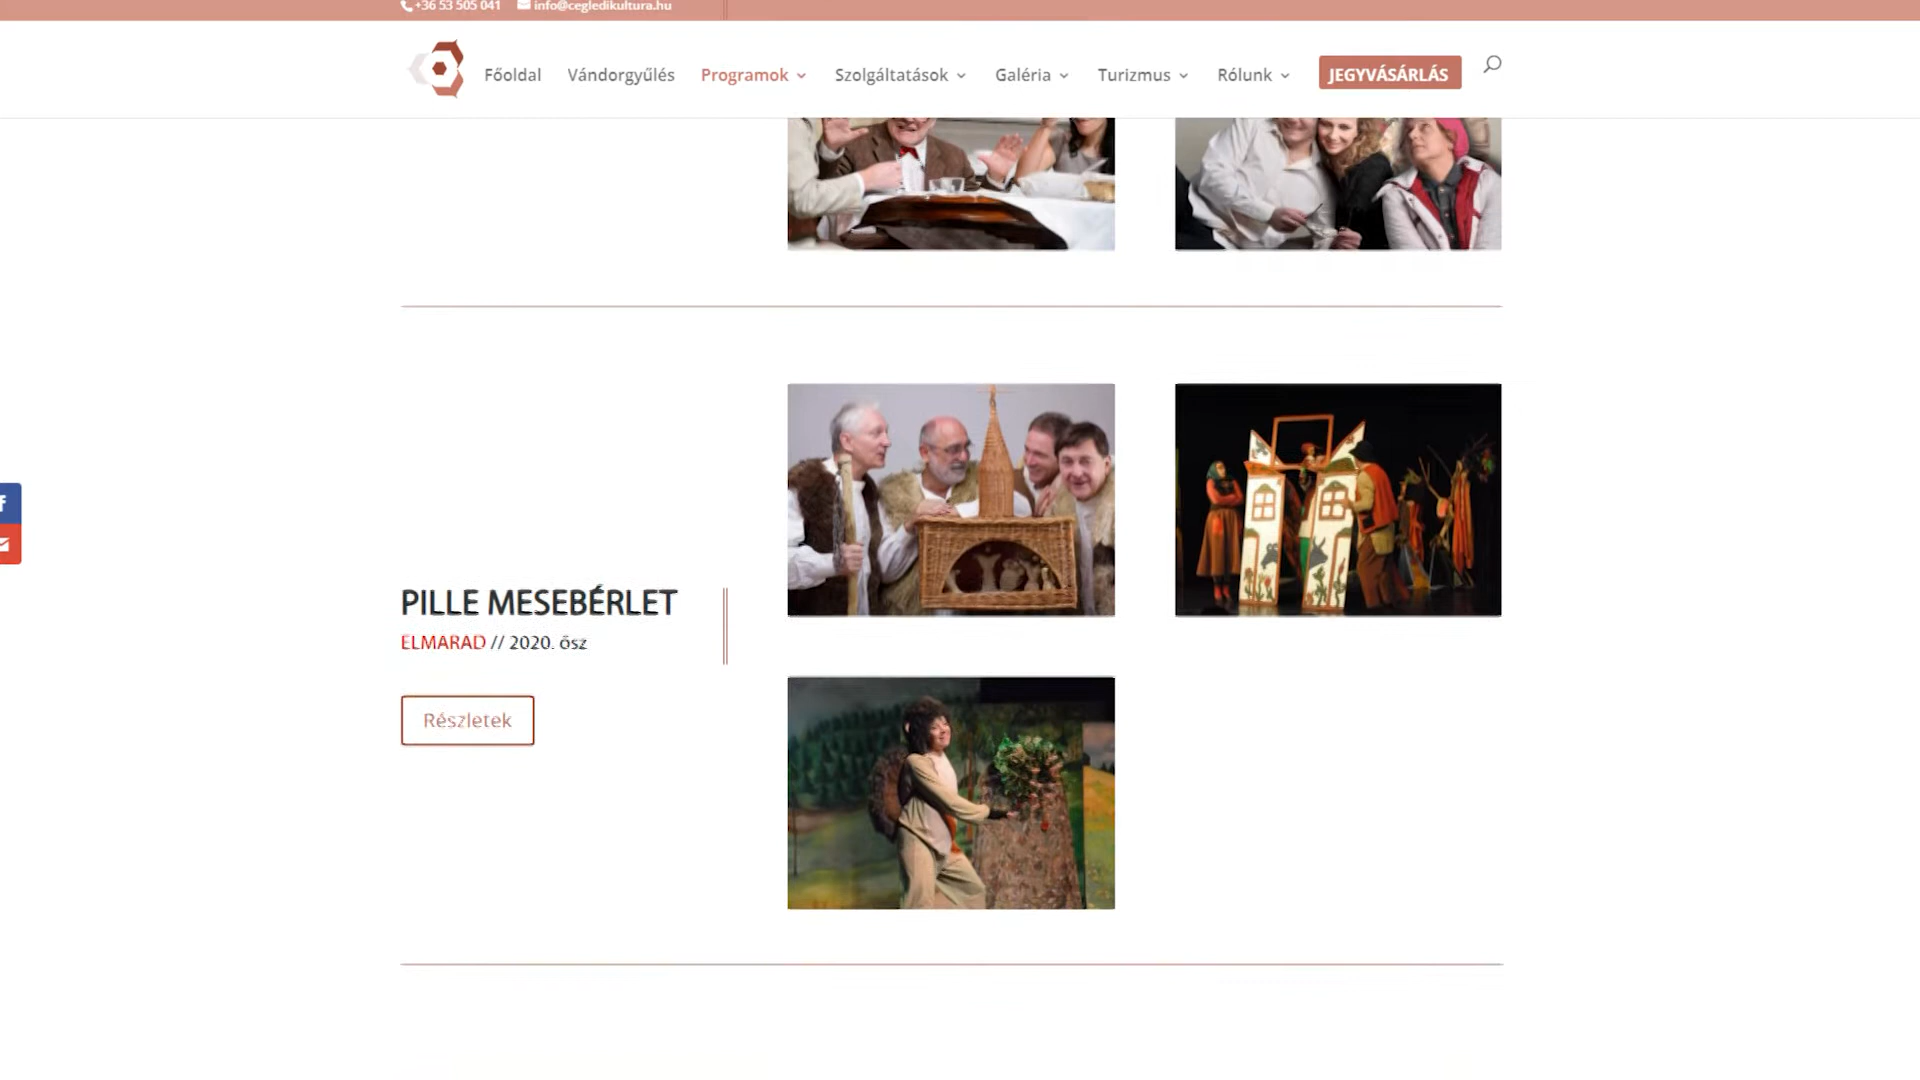 +36 53 505 041 info@cegledikultura.hu
Főoldal Vándorgyűlés Programok Szolgáltatások Galéria Turizmus Rólunk JEGYVÁSÁRLÁS
PILLE MESEBÉRLET
ELMARAD // 2020. ősz
Részletek